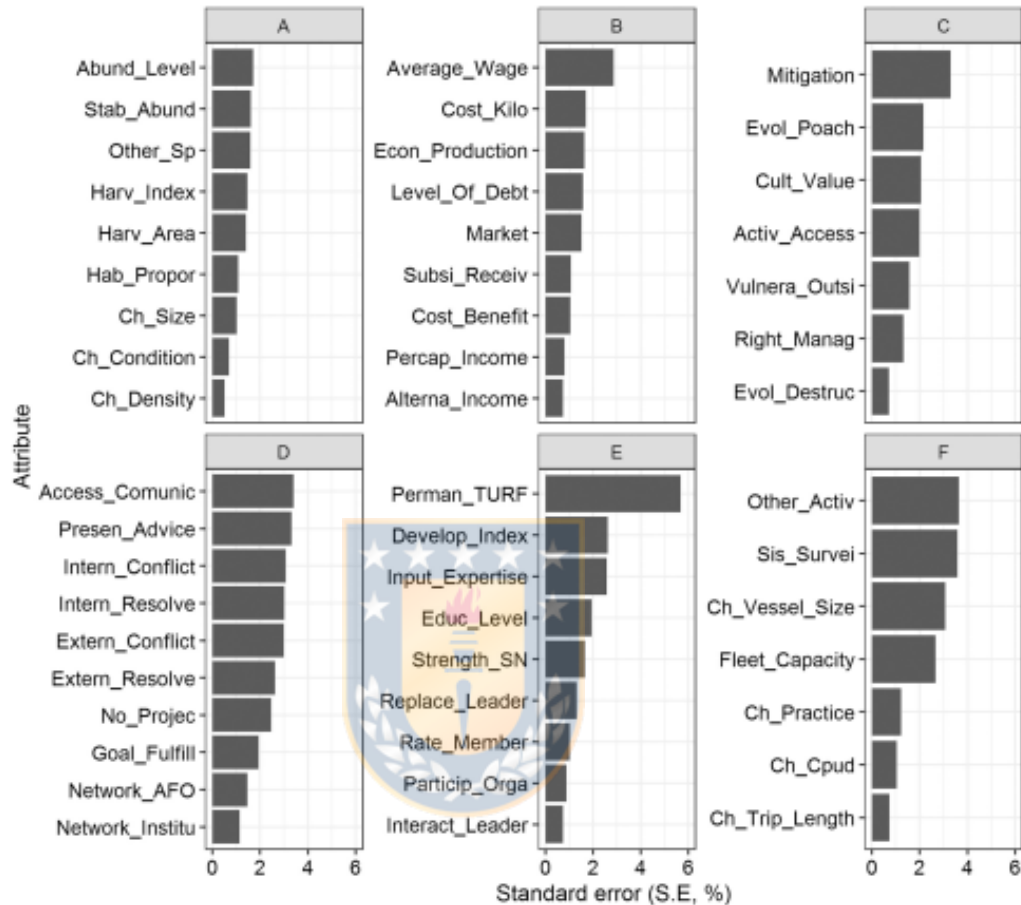 A
Abund_Level
Stab_Abund
Other_Sp
Harv_Index
Harv_Area
Hab_Propor
Ch_Size
Ch_Condition
Ch_Density
B
Average_Wage
Cost_Kilo
Econ_Production
Level_Of_Debt
Market
Subsi_Receiv
Cost_Benefit
Percap_Income
Alterna_Income
C
Mitigation
Evol_Poach
Cult_Value
Activ_Access
Vulnera_Outsi
Right_Manag
Evol_Destruc
Attribute
D
Access_Comunic
Presen_Advice
Intern_Conflict
Intern_Resolve
Extern_Conflict
Extern_Resolve
No_Projec
Goal_Fulfill
Network_AFO
Network_Institu
0 2 4 6
E
Perman_TURF
Develop_Index
Input_Expertise
Educ_Level
Strength_SN
Replace_Leader
Rate_Member
Particip_Orga
Interact_Leader
0 2 4 6
F
Other_Activ
Sis_Survei
Ch_Vessel_Size
Fleet_Capacity
Ch_Practice
Ch_Cpud
Ch_Trip_Length
0 2 4 6
Standard error (S.E, %)